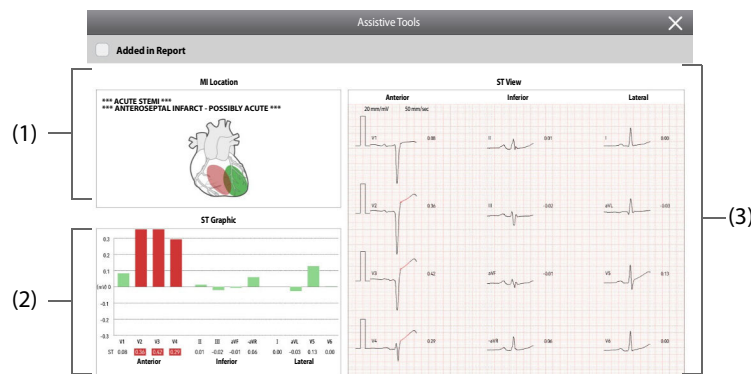 Assistive Tools
Added in Report
MI Location
*** ACUTE STEMI ***
*** ANTEROSEPTAL INFARCT - POSSIBLY ACUTE ***
(1)
ST Graphic
0.3
0.2
0.1
(mV) 0
-0.1
-0.2
-0.3
V1 V2 V3 V4 II III aVF -aVR I aVL V5 V6
ST 0.08 0.36 0.42 0.29 0.01 -0.02 -0.01 0.06 0.00 -0.03 0.13 0.00
Anterior Inferior Lateral
(2)
ST View
Anterior Inferior Lateral
20 mm/mV 50 mm/sec
V1 0.08 II 0.01 I 0.00
V2 0.36 III -0.02 aVL -0.03
V3 0.42 aVF -0.01 V5 0.13
V4 0.29 -aVR 0.06 V6 0.00
(3)